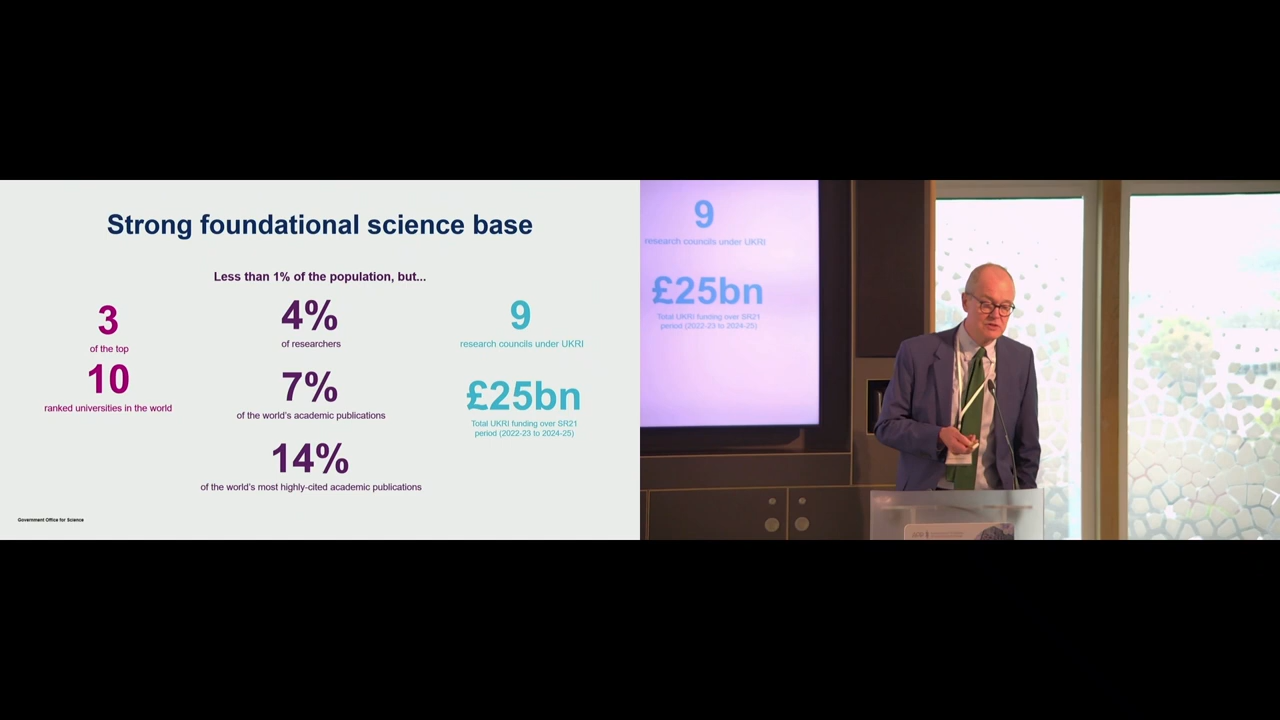 Strong foundational science base
Less than 1% of the population, but...
3
of the top
10
ranked universities in the world
4%
of researchers
7%
of the world's academic publications
14%
of the world's most highly-cited academic publications
9
research councils under UKRI
£25bn
Total UKRI funding over SR21
period (2022-23 to 2024-25)
Government Office for Science
9
research councils under UKRI
£25bn
Total UKRI funding over SR21
period (2022-23 to 2024-25)